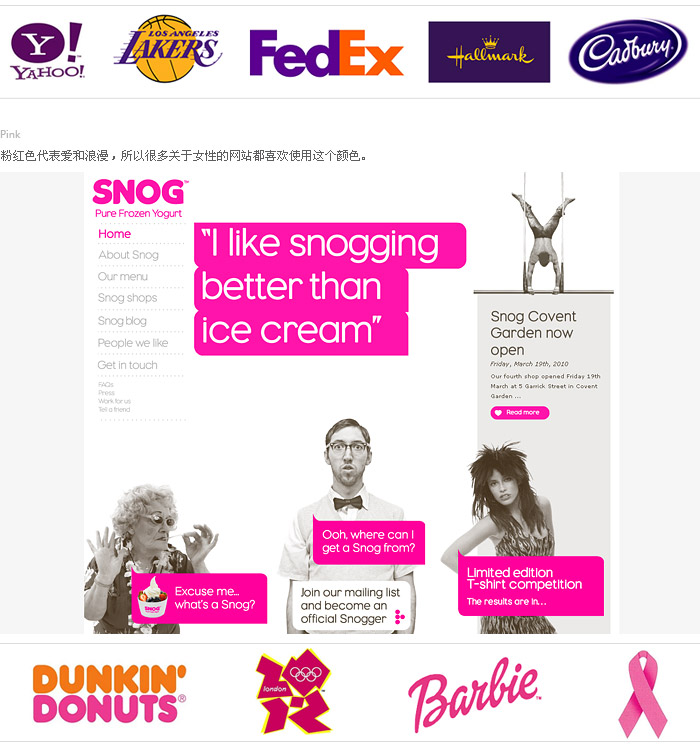 Y!
YAHOO!
LOS ANGELES
LAKERS
FedEx
Hallmark
Cadbury
Pink
粉红色代表爱和浪漫，所以很多关于女性的网站都喜欢使用这个颜色。
SNOG™
Pure Frozen Yogurt
Home
About Snog
Our menu
Snog shops
Snog blog
People we like
Get in touch
FAQs
Press
Work for us
Tell a friend
“I like snogging
better than
ice cream”
Snog Covent
Garden now
open
Friday, March 19th, 2010
Our fourth shop opened Friday 19th
March at 5 Garrick Street in Covent
Garden ...
Read more
Ooh, where can I
get a Snog from?
SNOG
Excuse me...
what's a Snog?
Join our mailing list
and become an
official Snogger
Limited edition
T-shirt competition
The results are in...
DUNKIN'
DONUTS®
london
Barbie™